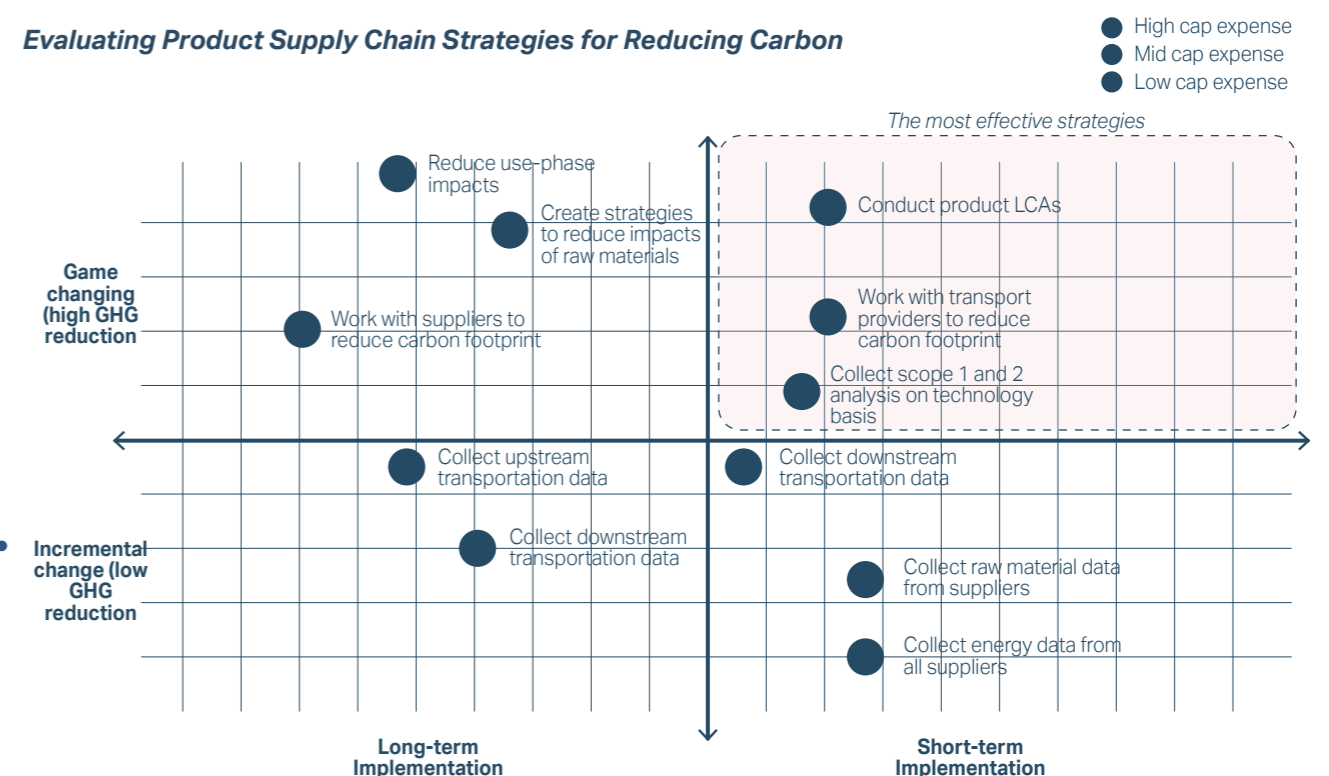 Evaluating Product Supply Chain Strategies for Reducing Carbon
High cap expense
Mid cap expense
Low cap expense
The most effective strategies
Reduce use-phase
impacts
Create strategies
to reduce impacts
of raw materials
Conduct product LCAs
Game
changing
(high GHG
reduction
Work with suppliers to
reduce carbon footprint
Work with transport
providers to reduce
carbon footprint
Collect scope 1 and 2
analysis on technology
basis
Collect upstream
transportation data
Collect downstream
transportation data
Incremental
change (low
GHG
reduction
Collect downstream
transportation data
Collect raw material data
from suppliers
Collect energy data from
all suppliers
Long-term
Implementation
Short-term
Implementation